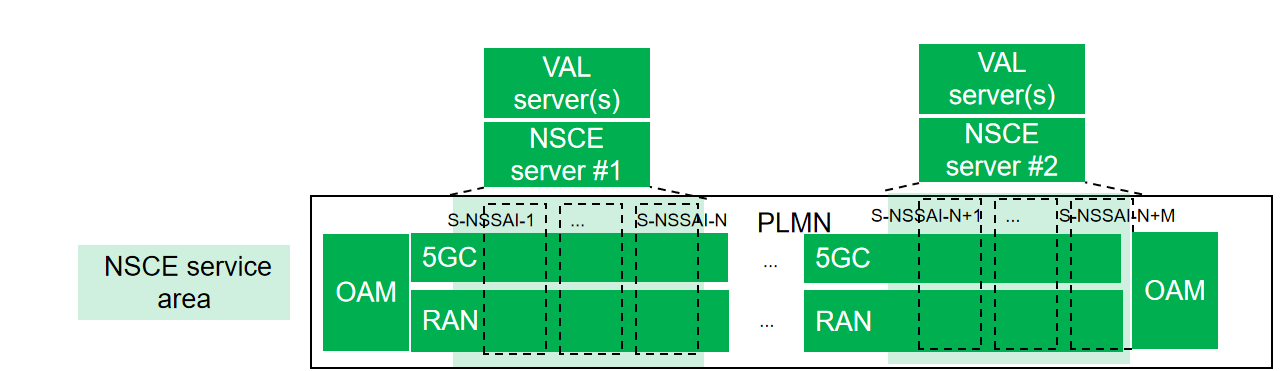 VAL
server(s)
NSCE
server #1
VAL
server(s)
NSCE
server #2
S-NSSAI-1
...
S-NSSAI-N
PLMN
S-NSSAI-N+1
...
S-NSSAI-N+M
NSCE service
area
OAM
5GC
...
5GC
OAM
RAN
...
RAN